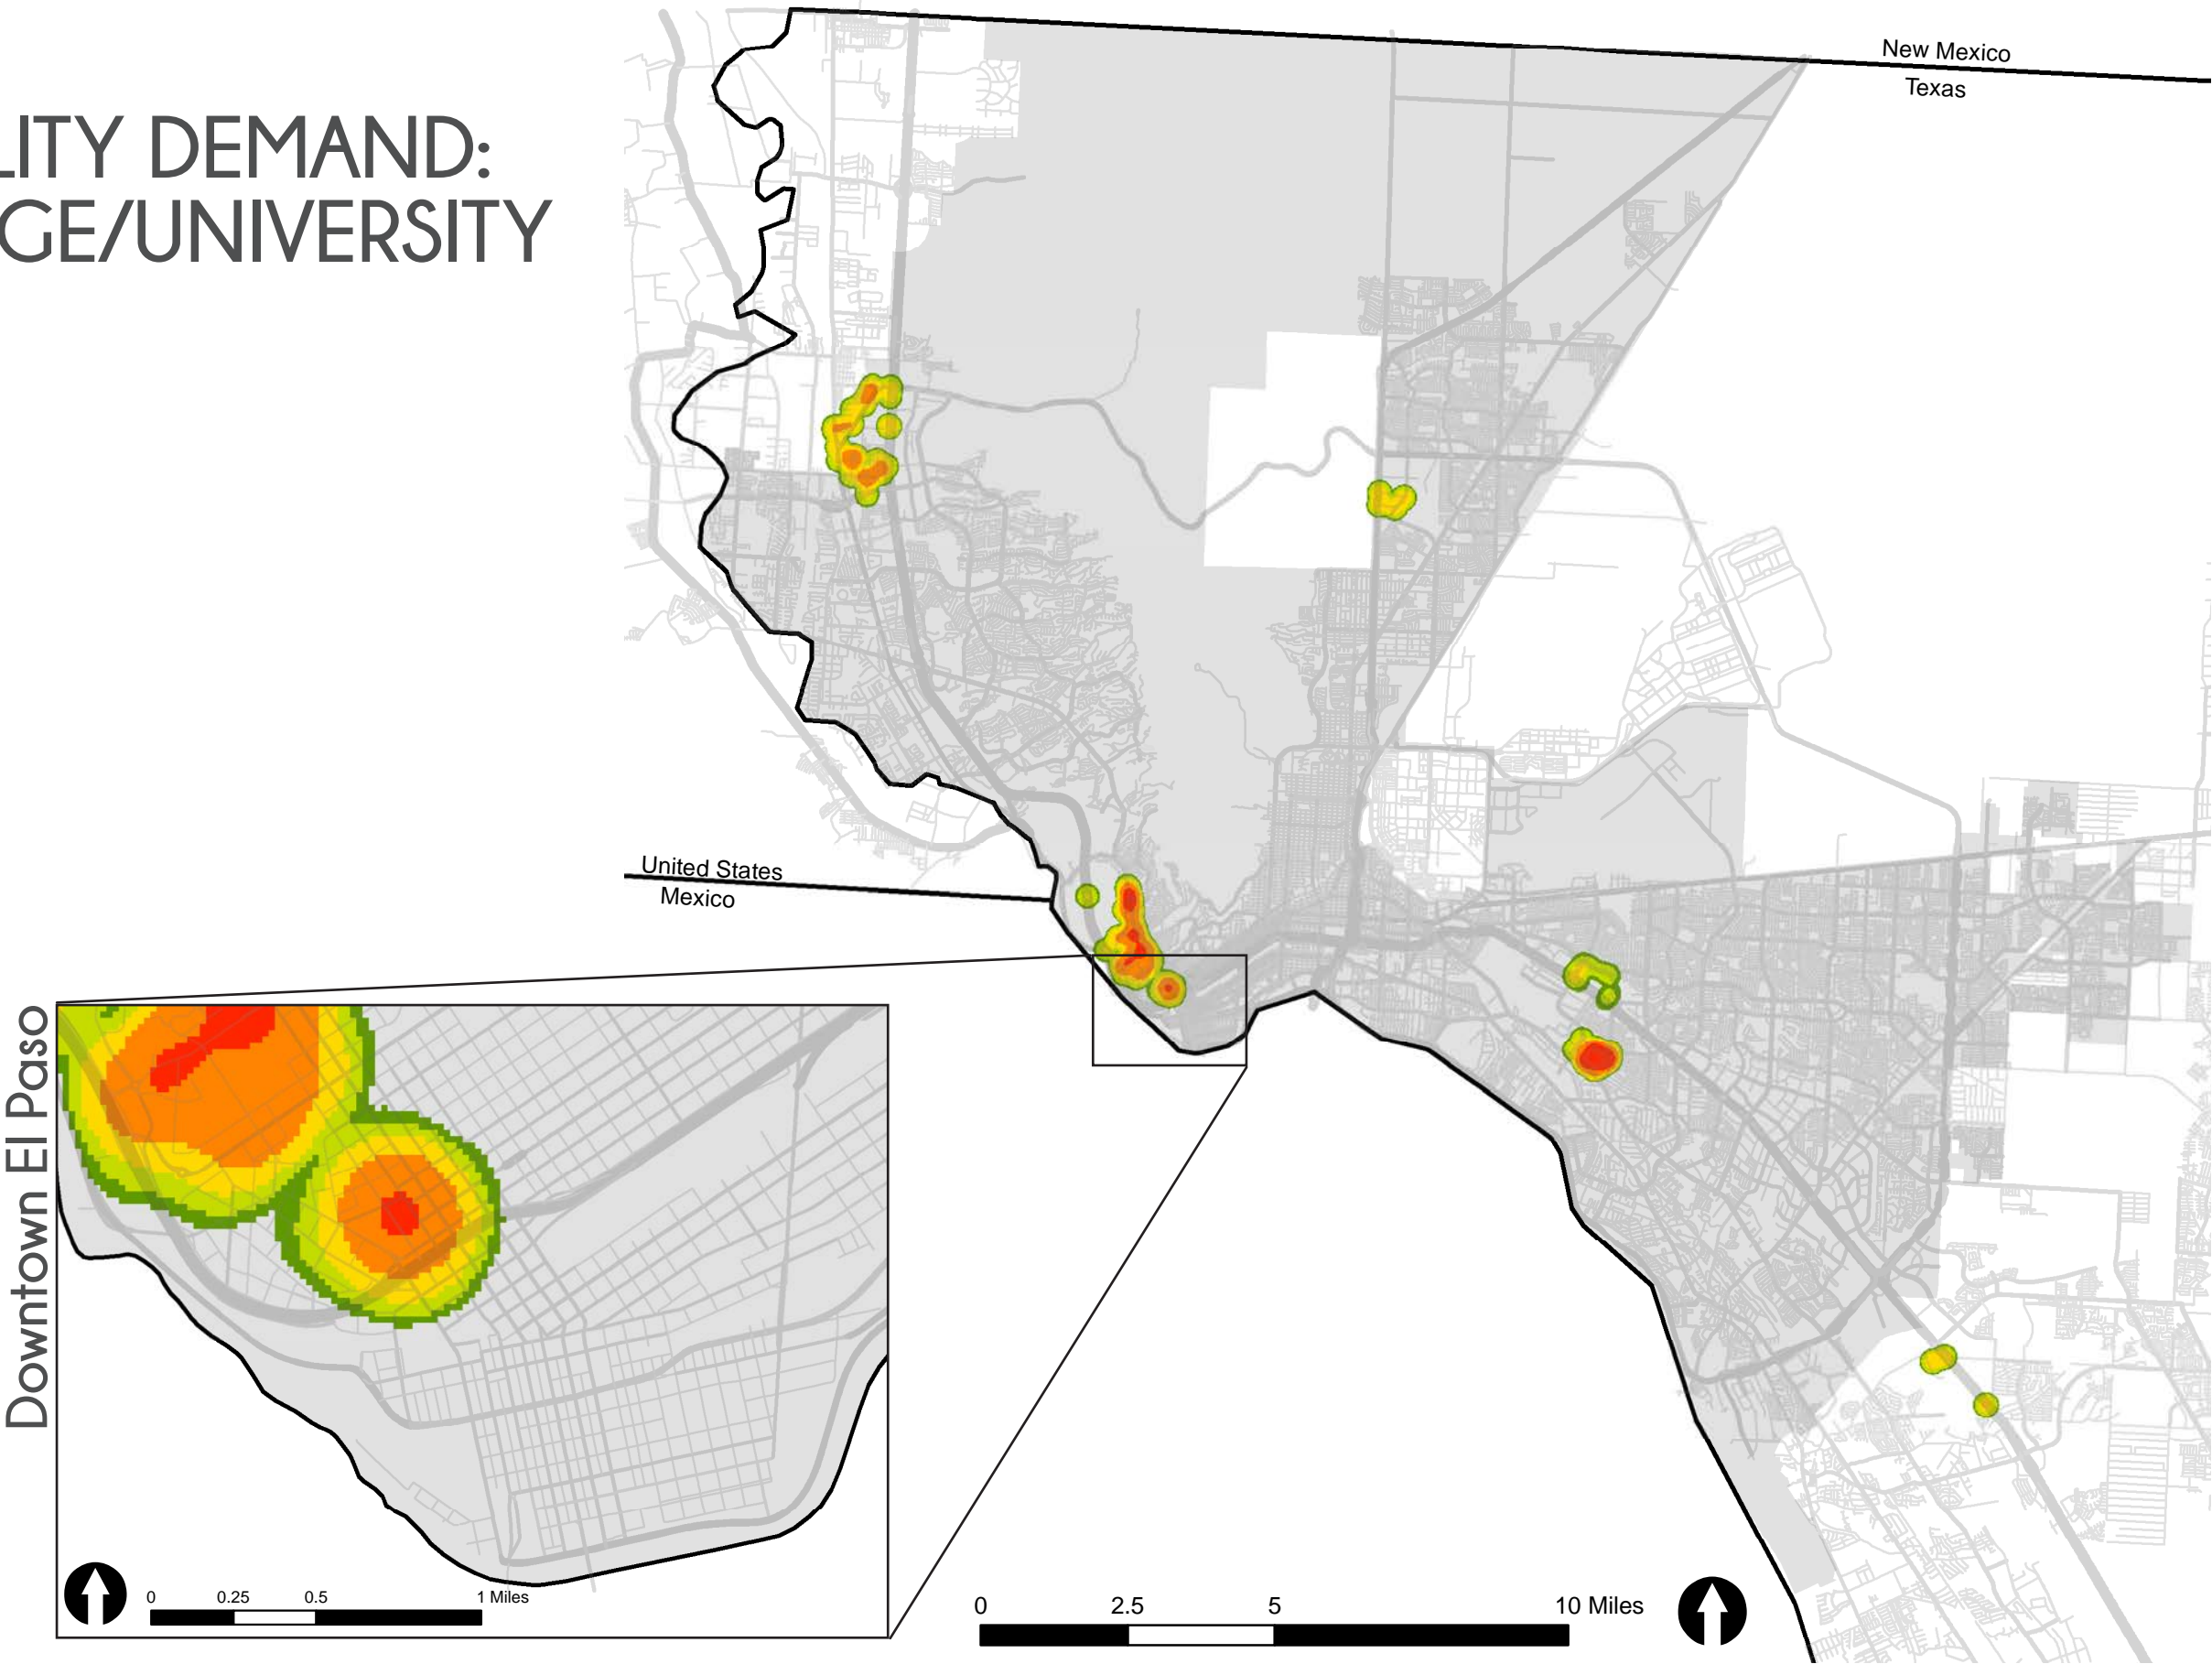 LITY DEMAND:
GE/UNIVERSITY
New Mexico
Texas
United States
Mexico
Downtown El Paso
0 0.25 0.5 1 Miles
0 2.5 5 10 Miles